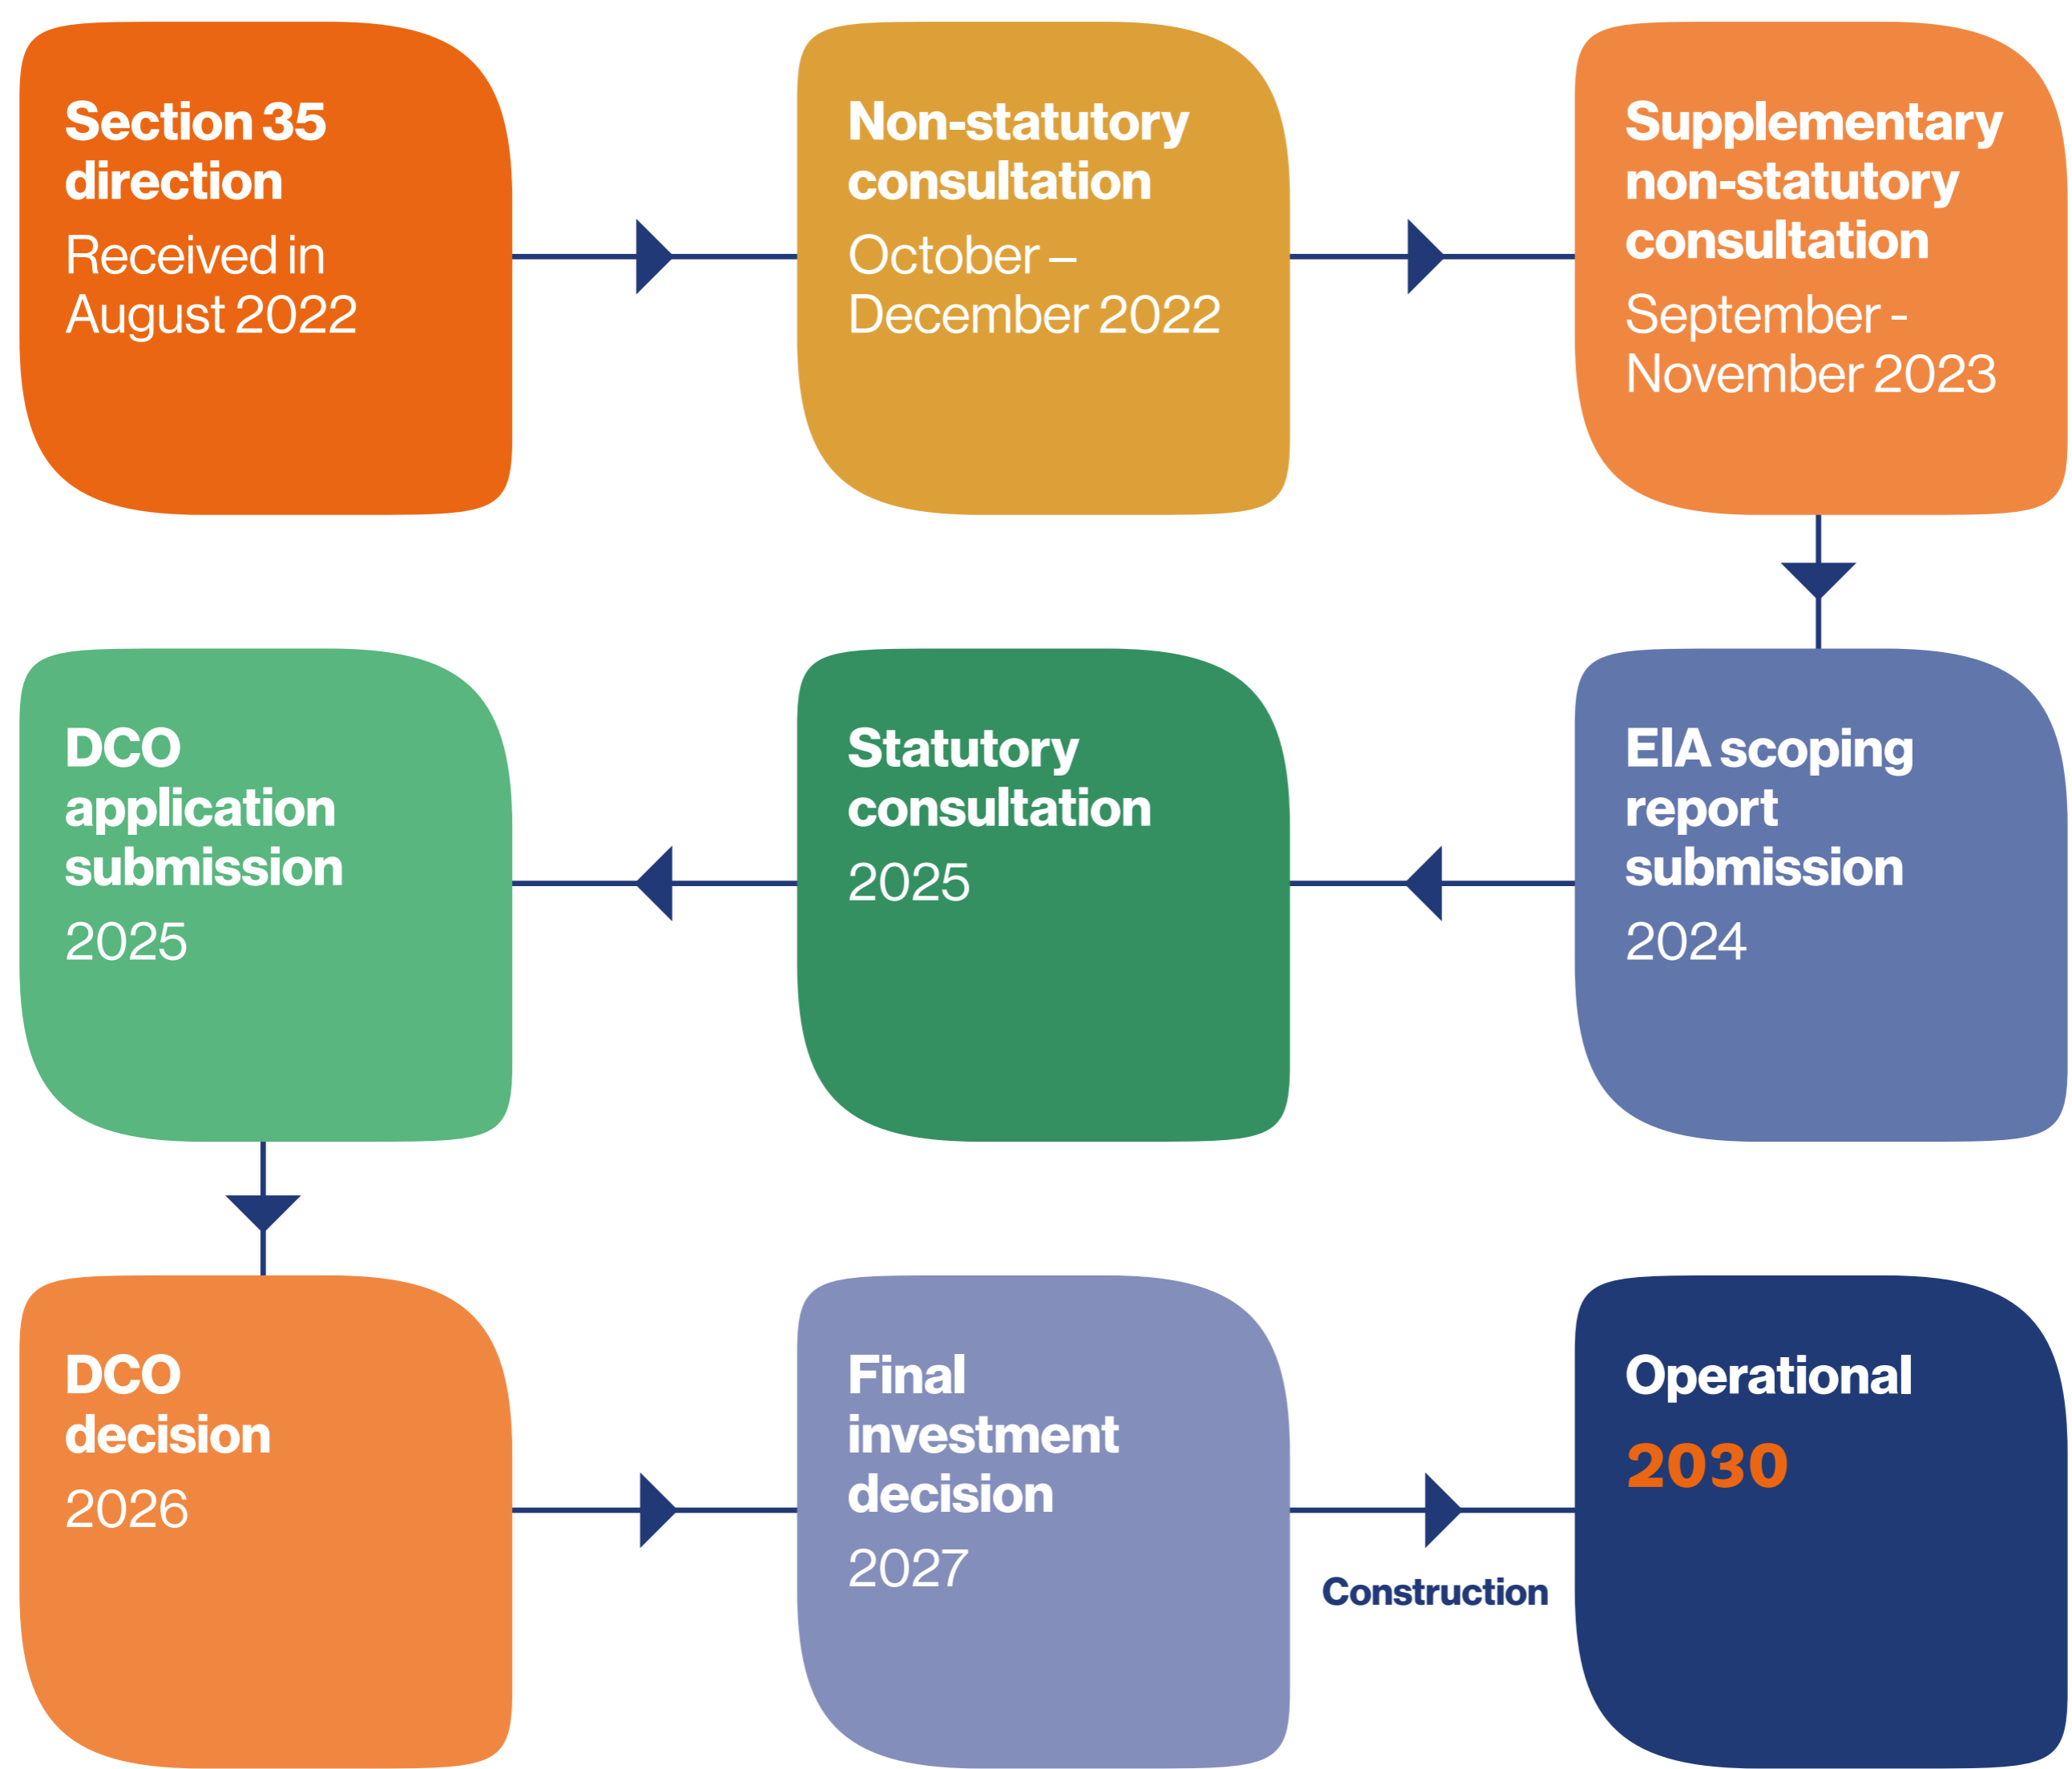 Section 35
direction
Received in
August 2022
Non-statutory
consultation
October –
December 2022
Supplementary
non-statutory
consultation
September -
November 2023
EIA scoping
report
submission
2024
Statutory
consultation
2025
DCO
application
submission
2025
DCO
decision
2026
Final
investment
decision
2027
Construction
Operational
2030